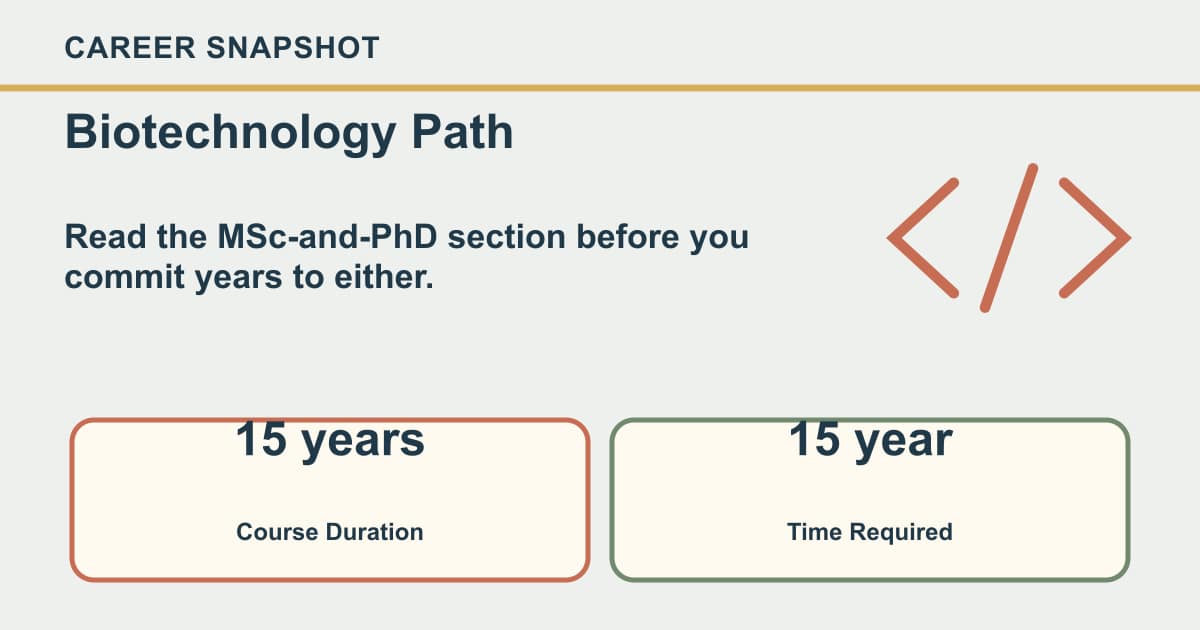 CAREER SNAPSHOT
Biotechnology Path
Read the MSc-and-PhD section before you
commit years to either.
15 years
Course Duration
15 year
Time Required